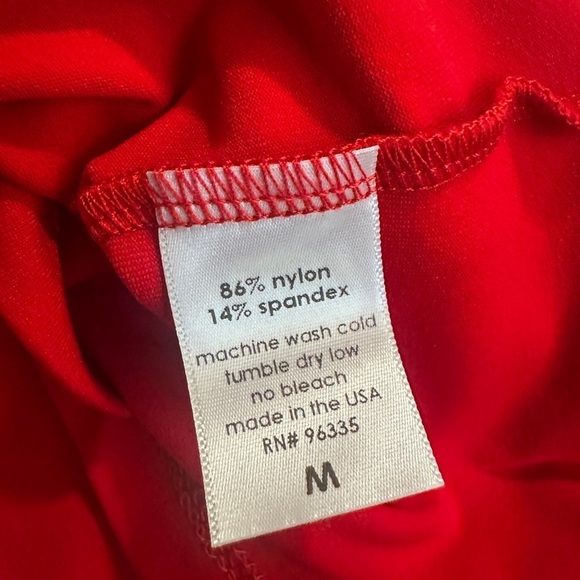 86% nylon
14% spandex
machine wash cold
tumble dry low
no bleach
made in the USA
RN# 96335
M